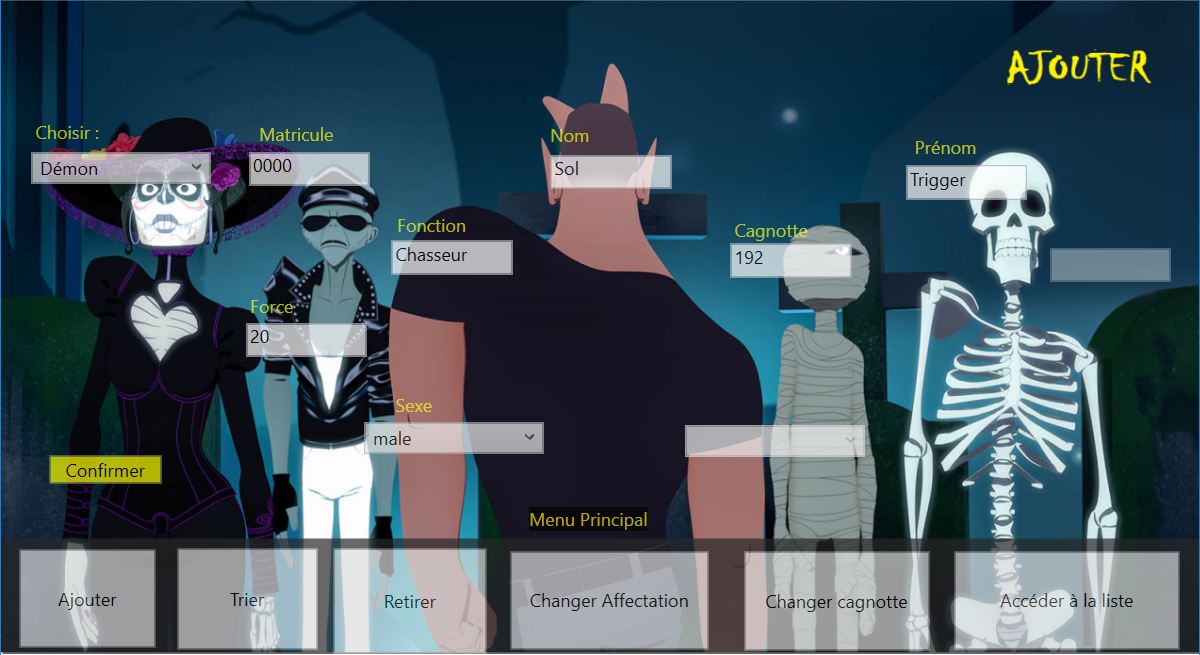 AJOUTER
Choisir :
Matricule
Nom
Prénom
Démon
0000
Sol
Trigger
Fonction
Cagnotte
Chasseur
192
Force
20
Sexe
male
Confirmer
Menu Principal
Ajouter
Trier
Retirer
Changer Affectation
Changer cagnotte
Accéder à la liste